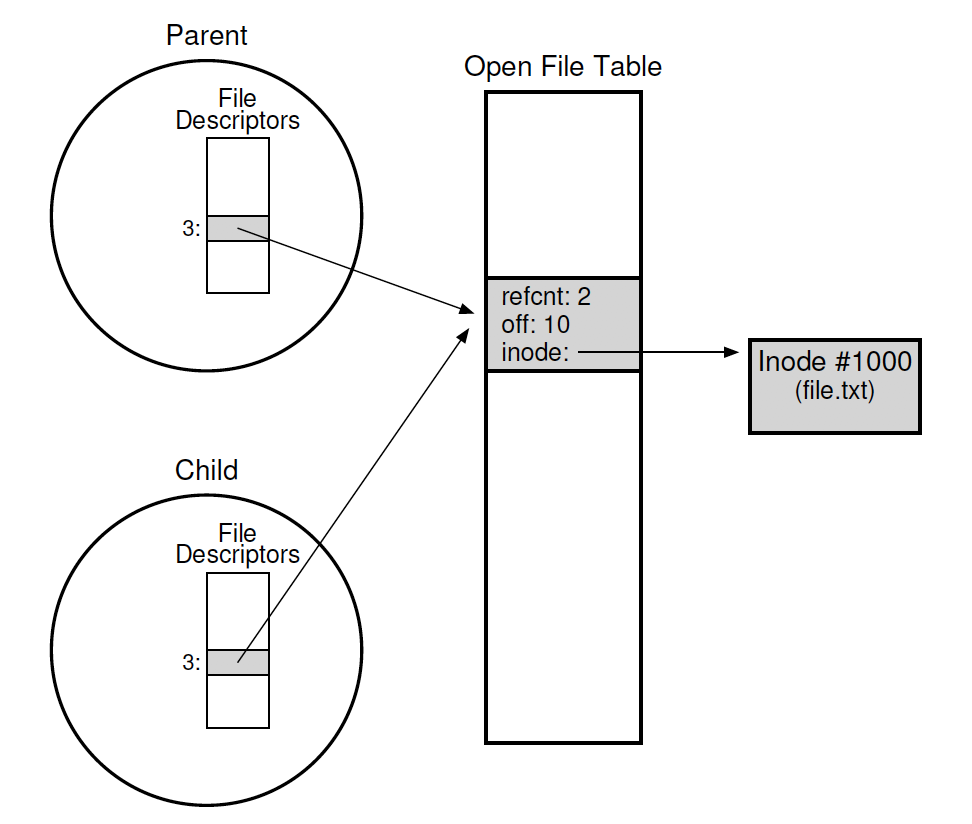 Parent
File
Descriptors
3:
Open File Table
refcnt: 2
off: 10
inode:
Inode #1000
(file.txt)
Child
File
Descriptors
3: